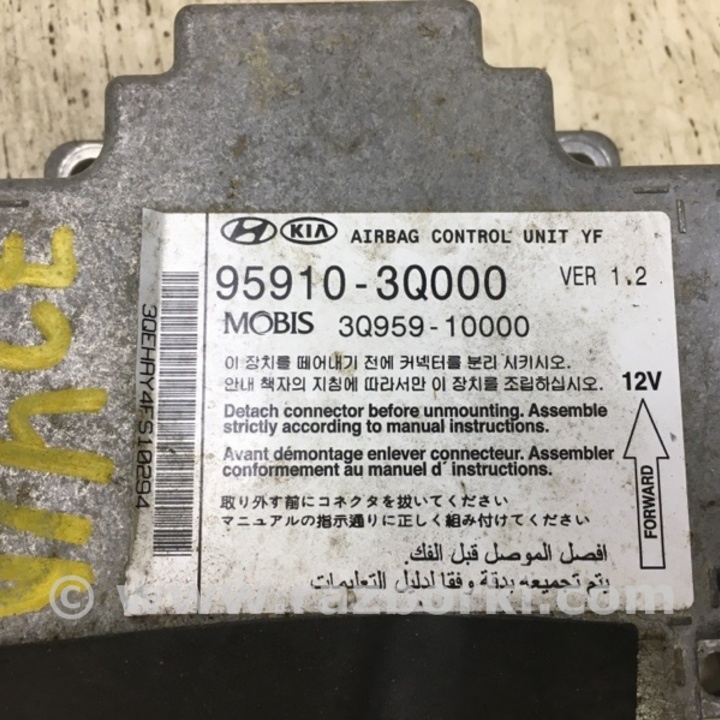 KIA AIRBAG CONTROL UNIT YF
95910-3Q000 VER 1.2
MOBIS 3Q959-10000
이 장치를 떼어내기 전에 커넥터를 분리 시키시오.
안내 책자의 지침에 따라서만 이 장치를 조립하십시오.
12V
Detach connector before unmounting. Assemble
strictly according to manual instructions.
Avant démontage enlever connecteur. Assembler
conformement au manuel d' instructions.
FORWARD
取り外す前にコネクタを抜いてください
マニュアルの指示通りに正しく組み付けてください
افصل الموصل قبل الفك.
يتم تجميعه بدقة وفقا لدليل التعليمات
3QEHAY4FS10294
© www.razborki.com